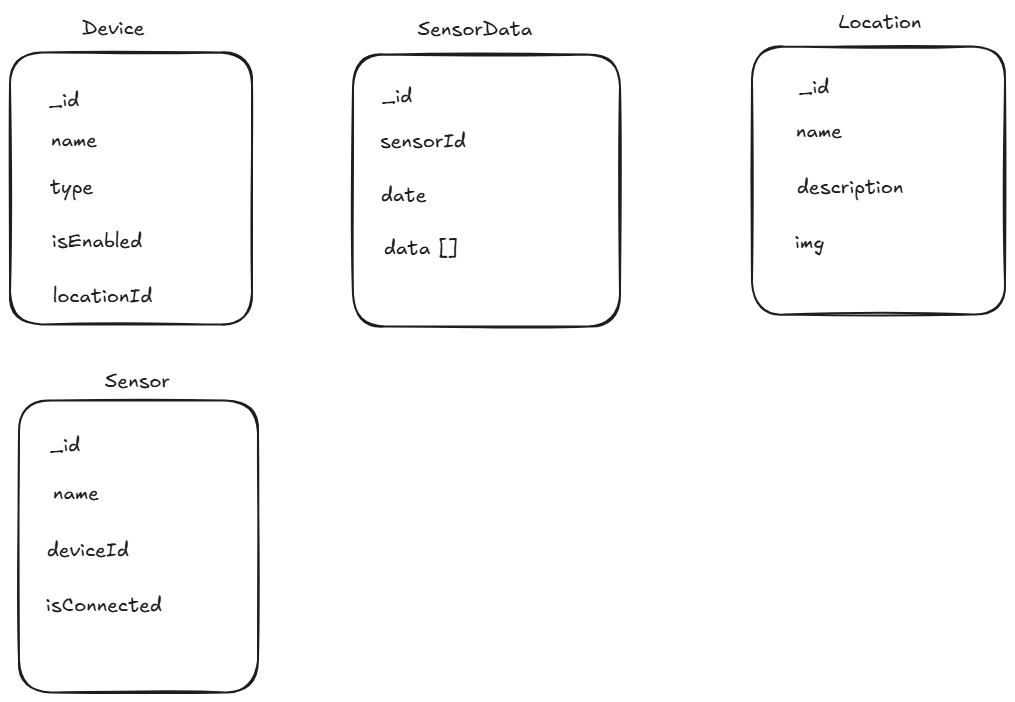 Device
_id
name
type
isEnabled
locationId
SensorData
_id
sensorId
date
data []
Location
_id
name
description
img
Sensor
_id
name
deviceId
isConnected